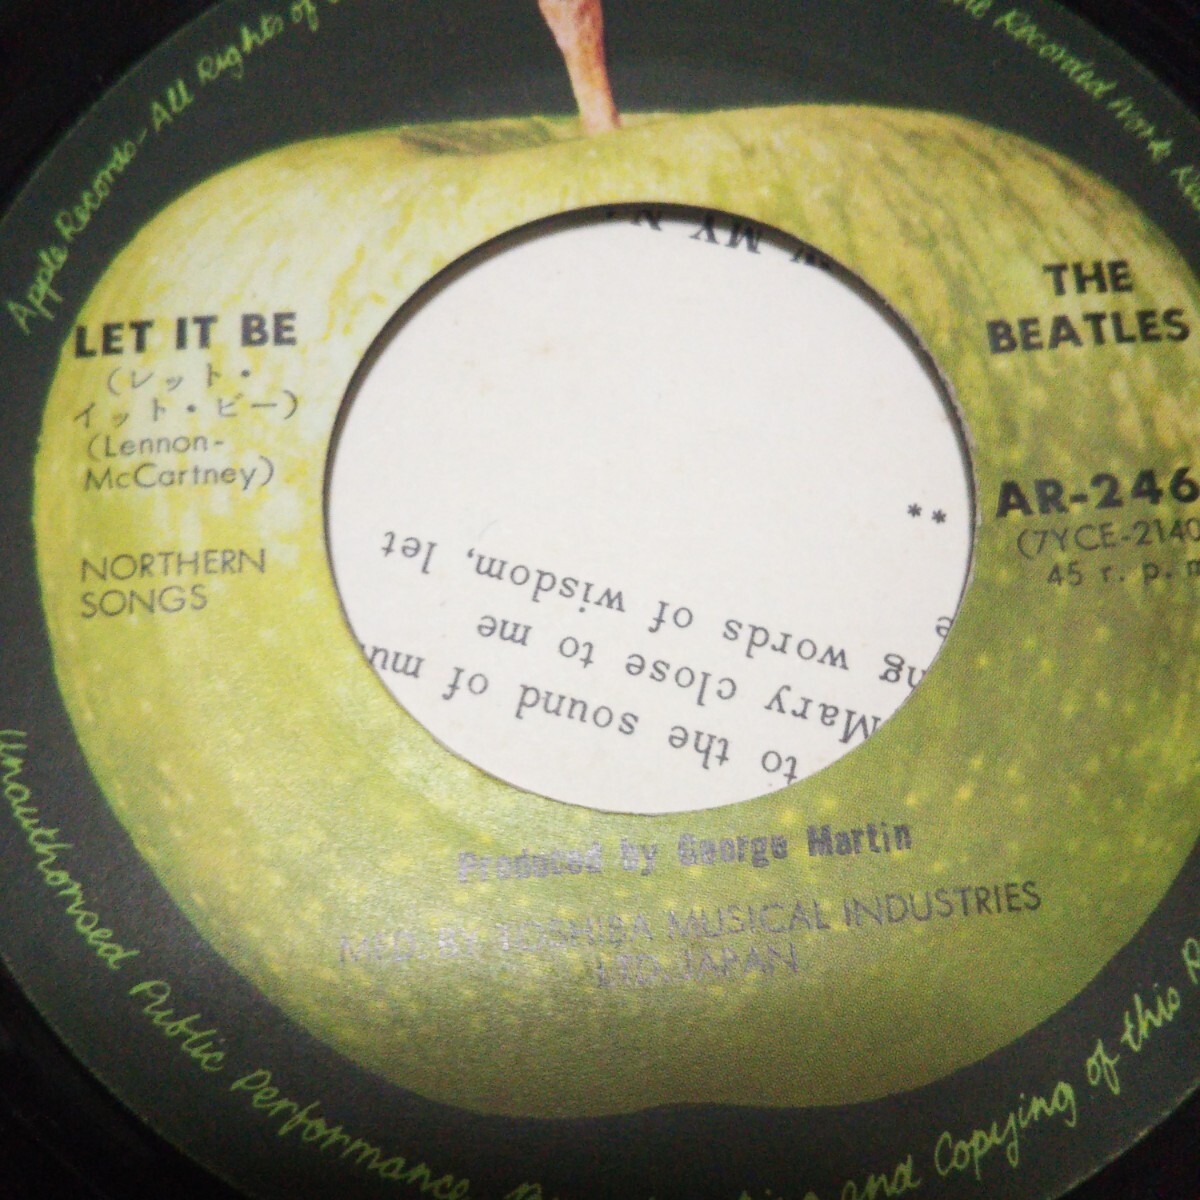 Apple Records - All Rights of
Recorded Work
LET IT BE
(レット・
イット・ビー)
(Lennon-
McCartney)
NORTHERN
SONGS
THE
BEATLES
AR-246
(7YCE-2140
45 r. p. m
MY
**
to the sound of mu
Mary close to me
ng words of wisdom, let
e
Produced by George Martin
MFD. BY TOSHIBA MUSICAL INDUSTRIES
LTD. JAPAN
Unauthorised Public Performance
and Copying of this R